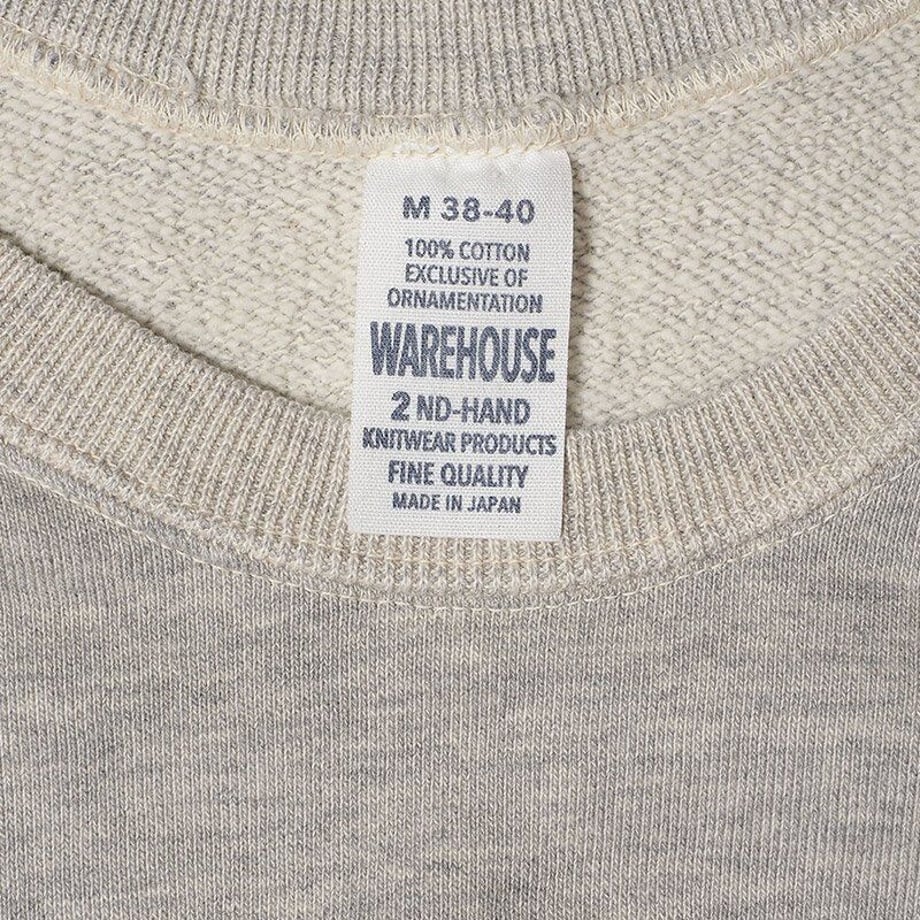 M 38-40
100% COTTON
EXCLUSIVE OF
ORNAMENTATION
WAREHOUSE
2 ND-HAND
KNITWEAR PRODUCTS
FINE QUALITY
MADE IN JAPAN